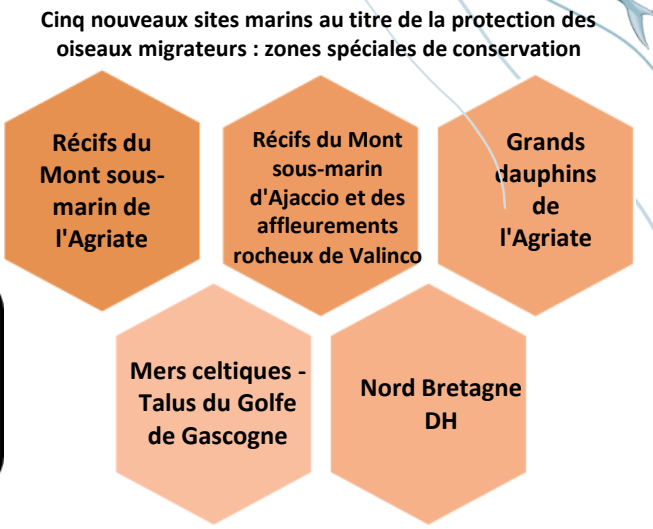 Cinq nouveaux sites marins au titre de la protection des
oiseaux migrateurs : zones spéciales de conservation
Récifs du
Mont sous-
marin de
l'Agriate
Récifs du Mont
sous-marin
d'Ajaccio et des
affleurements
rocheux de Valinco
Grands
dauphins
de
l'Agriate
Mers celtiques -
Talus du Golfe
de Gascogne
Nord Bretagne
DH